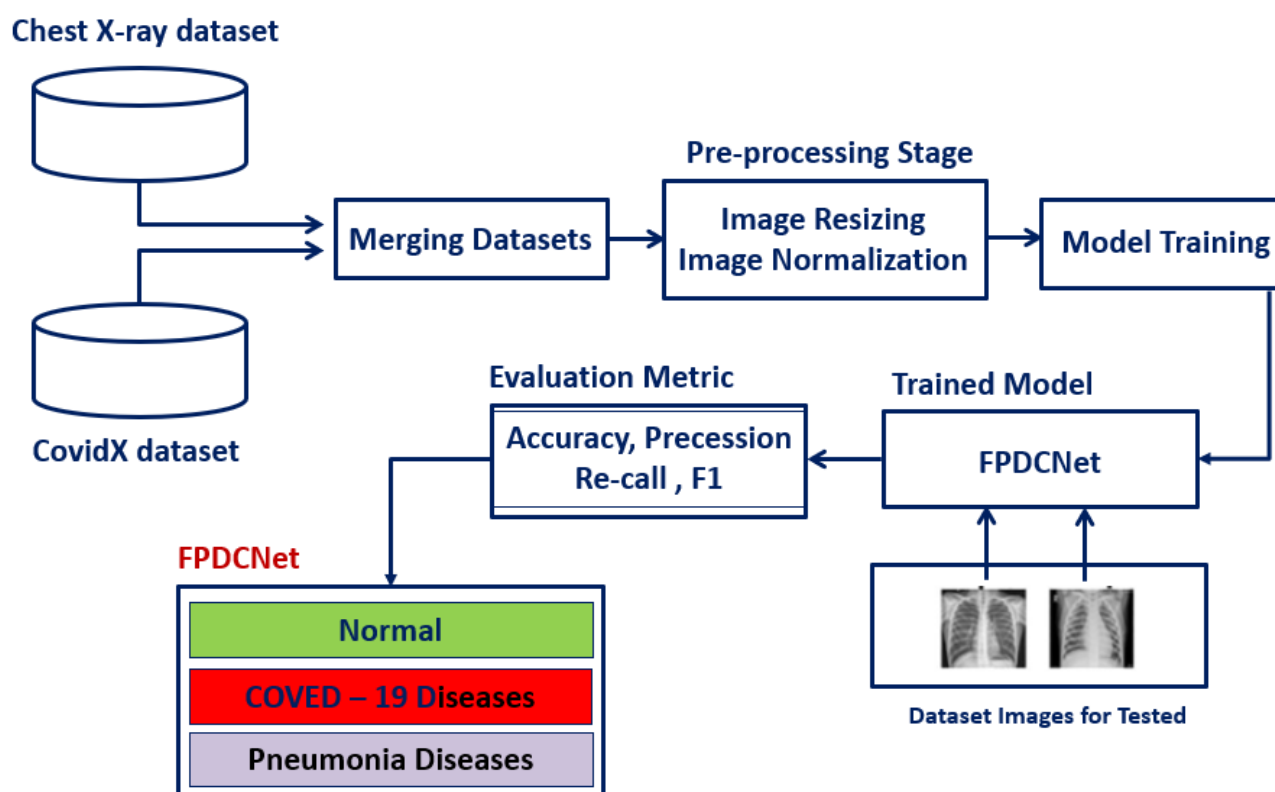 Chest X-ray dataset
Pre-processing Stage
Merging Datasets
Image Resizing
Image Normalization
Model Training
CovidX dataset
Evaluation Metric
Accuracy, Precession
Re-call , F1
Trained Model
FPDCNet
Dataset Images for Tested
FPDCNet
Normal
COVED – 19 Diseases
Pneumonia Diseases